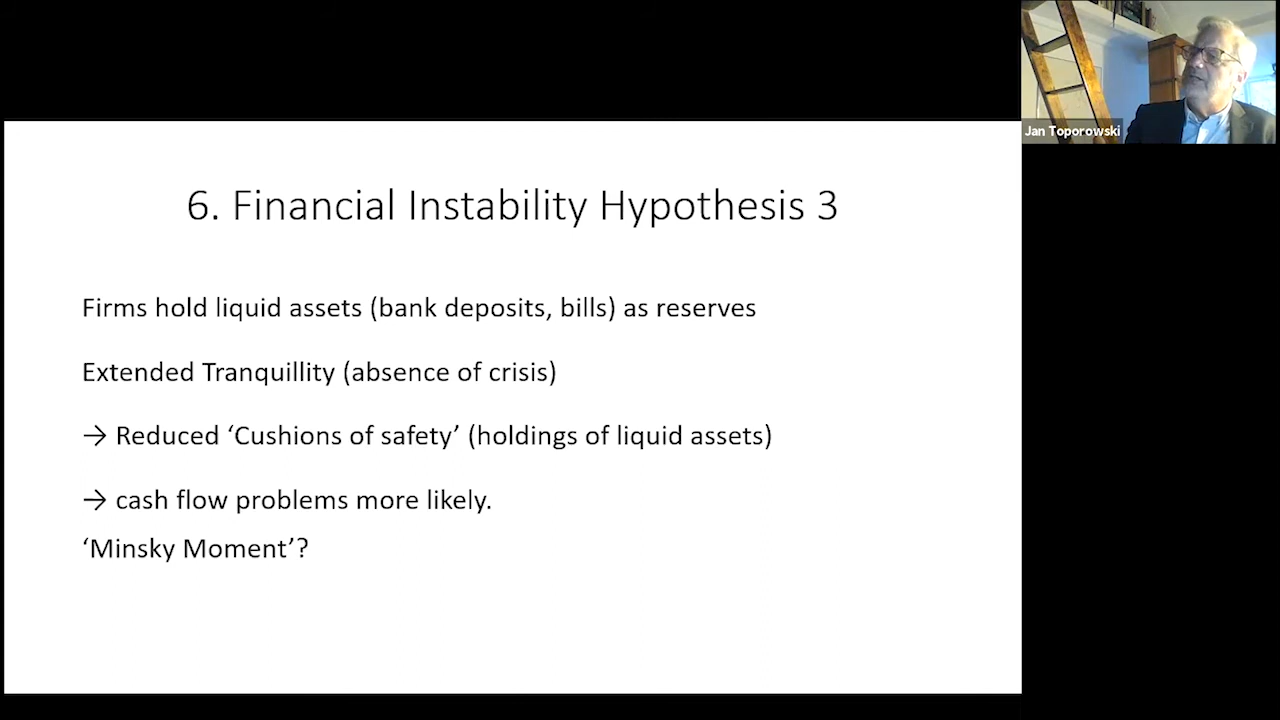 Jan Toporowski
6. Financial Instability Hypothesis 3
Firms hold liquid assets (bank deposits, bills) as reserves
Extended Tranquillity (absence of crisis)
→ Reduced ‘Cushions of safety’ (holdings of liquid assets)
→ cash flow problems more likely.
‘Minsky Moment’?